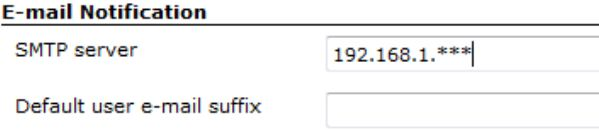 E-mail Notification
SMTP server
192.168.1.***
Default user e-mail suffix